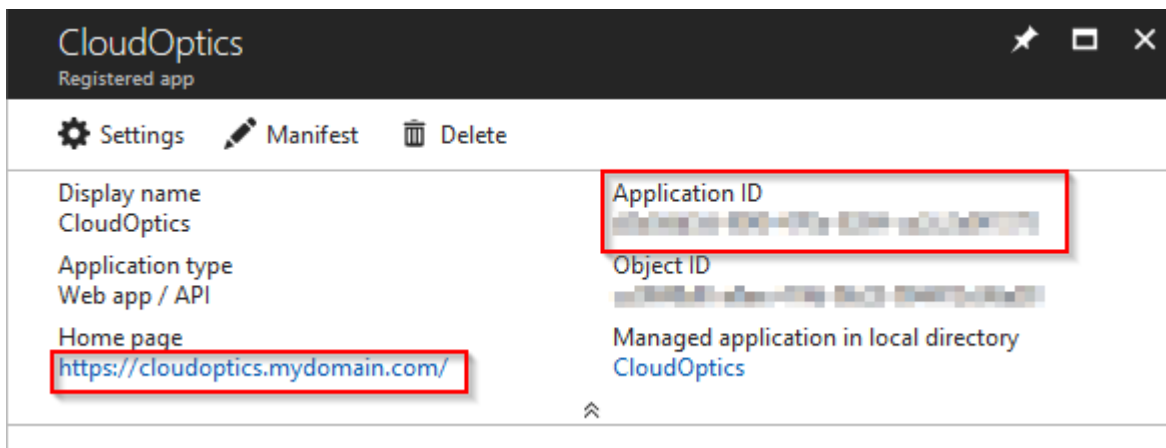 CloudOptics
Registered app
Settings Manifest Delete
Display name
CloudOptics
Application ID
Application type
Web app / API
Object ID
Home page
https://cloudoptics.mydomain.com/
Managed application in local directory
CloudOptics